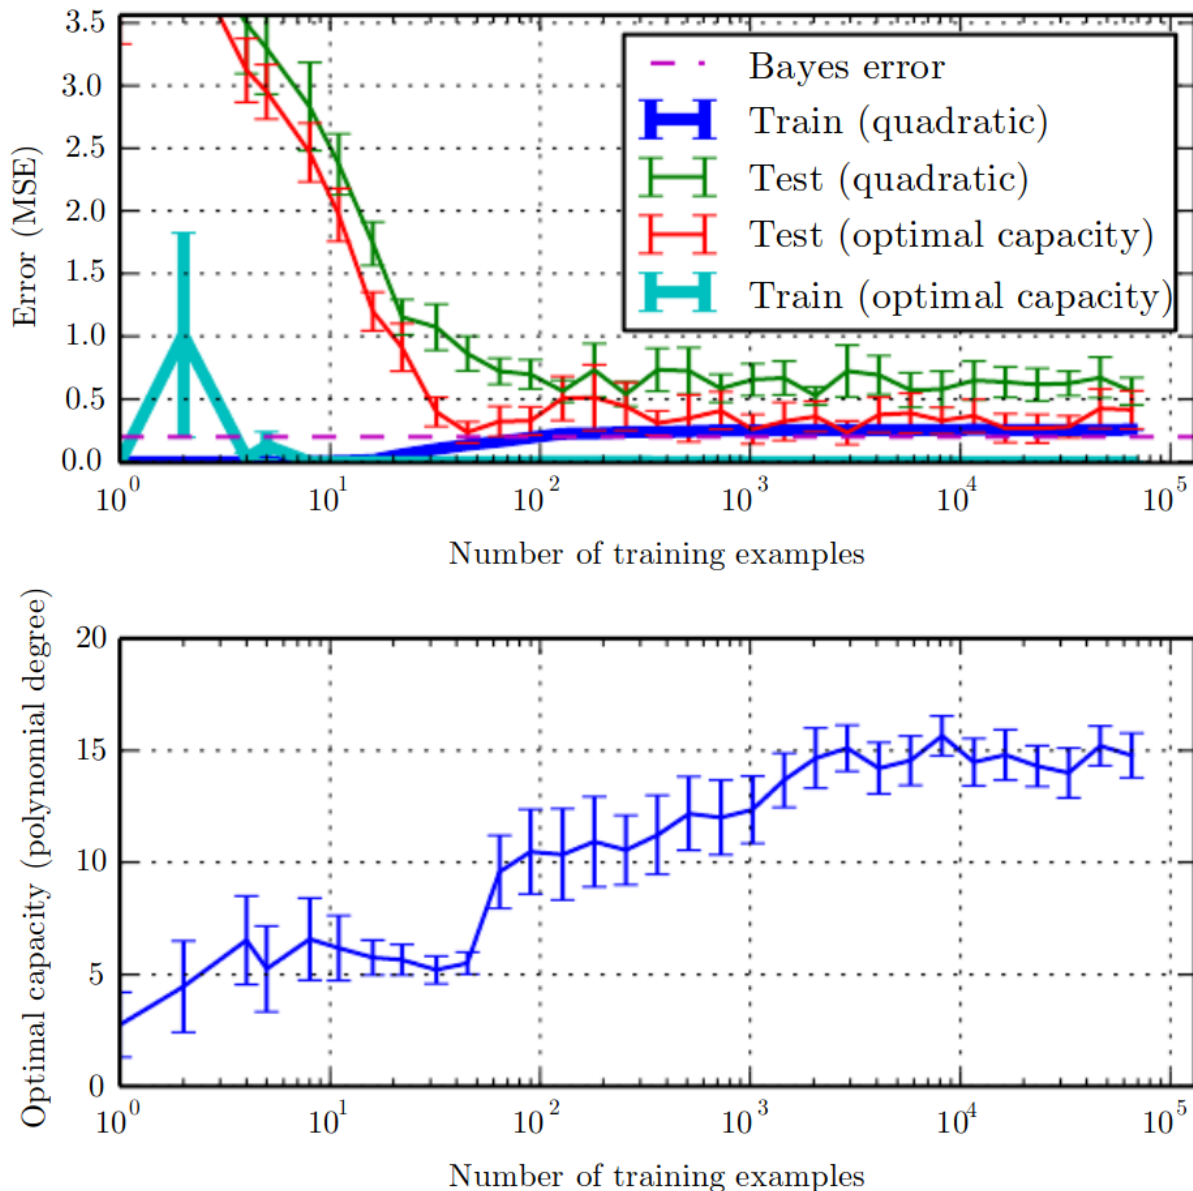 Error (MSE)
3.5
3.0
2.5
2.0
1.5
1.0
0.5
0.0
Bayes error
Train (quadratic)
Test (quadratic)
Test (optimal capacity)
Train (optimal capacity)
10^0 10^1 10^2 10^3 10^4 10^5
Number of training examples
Optimal capacity (polynomial degree)
20
15
10
5
0
10^0 10^1 10^2 10^3 10^4 10^5
Number of training examples